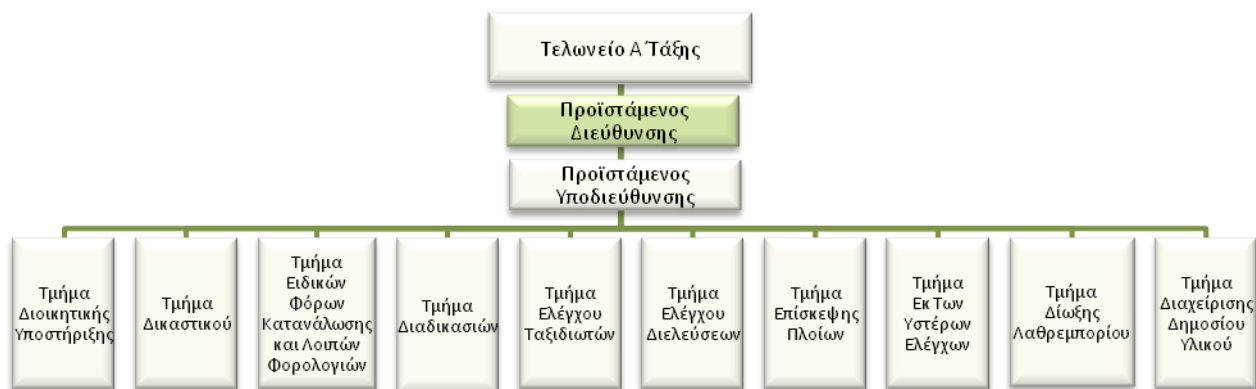 Τελωνείο Α΄Τάξης
Προϊστάμενος
Διεύθυνσης
Προϊστάμενος
Υποδιεύθυνσης
Τμήμα
Διοικητικής
Υποστήριξης
Τμήμα
Δικαστικού
Τμήμα
Ειδικών
Φόρων
Κατανάλωσης
και Λοιπών
Φορολογιών
Τμήμα
Διαδικασιών
Τμήμα
Ελέγχου
Ταξιδιωτών
Τμήμα
Ελέγχου
Διελεύσεων
Τμήμα
Επίσκεψης
Πλοίων
Τμήμα
Εκ Των
Υστέρων
Ελέγχων
Τμήμα
Δίωξης
Λαθρεμπορίου
Τμήμα
Διαχείρισης
Δημοσίου
Υλικού